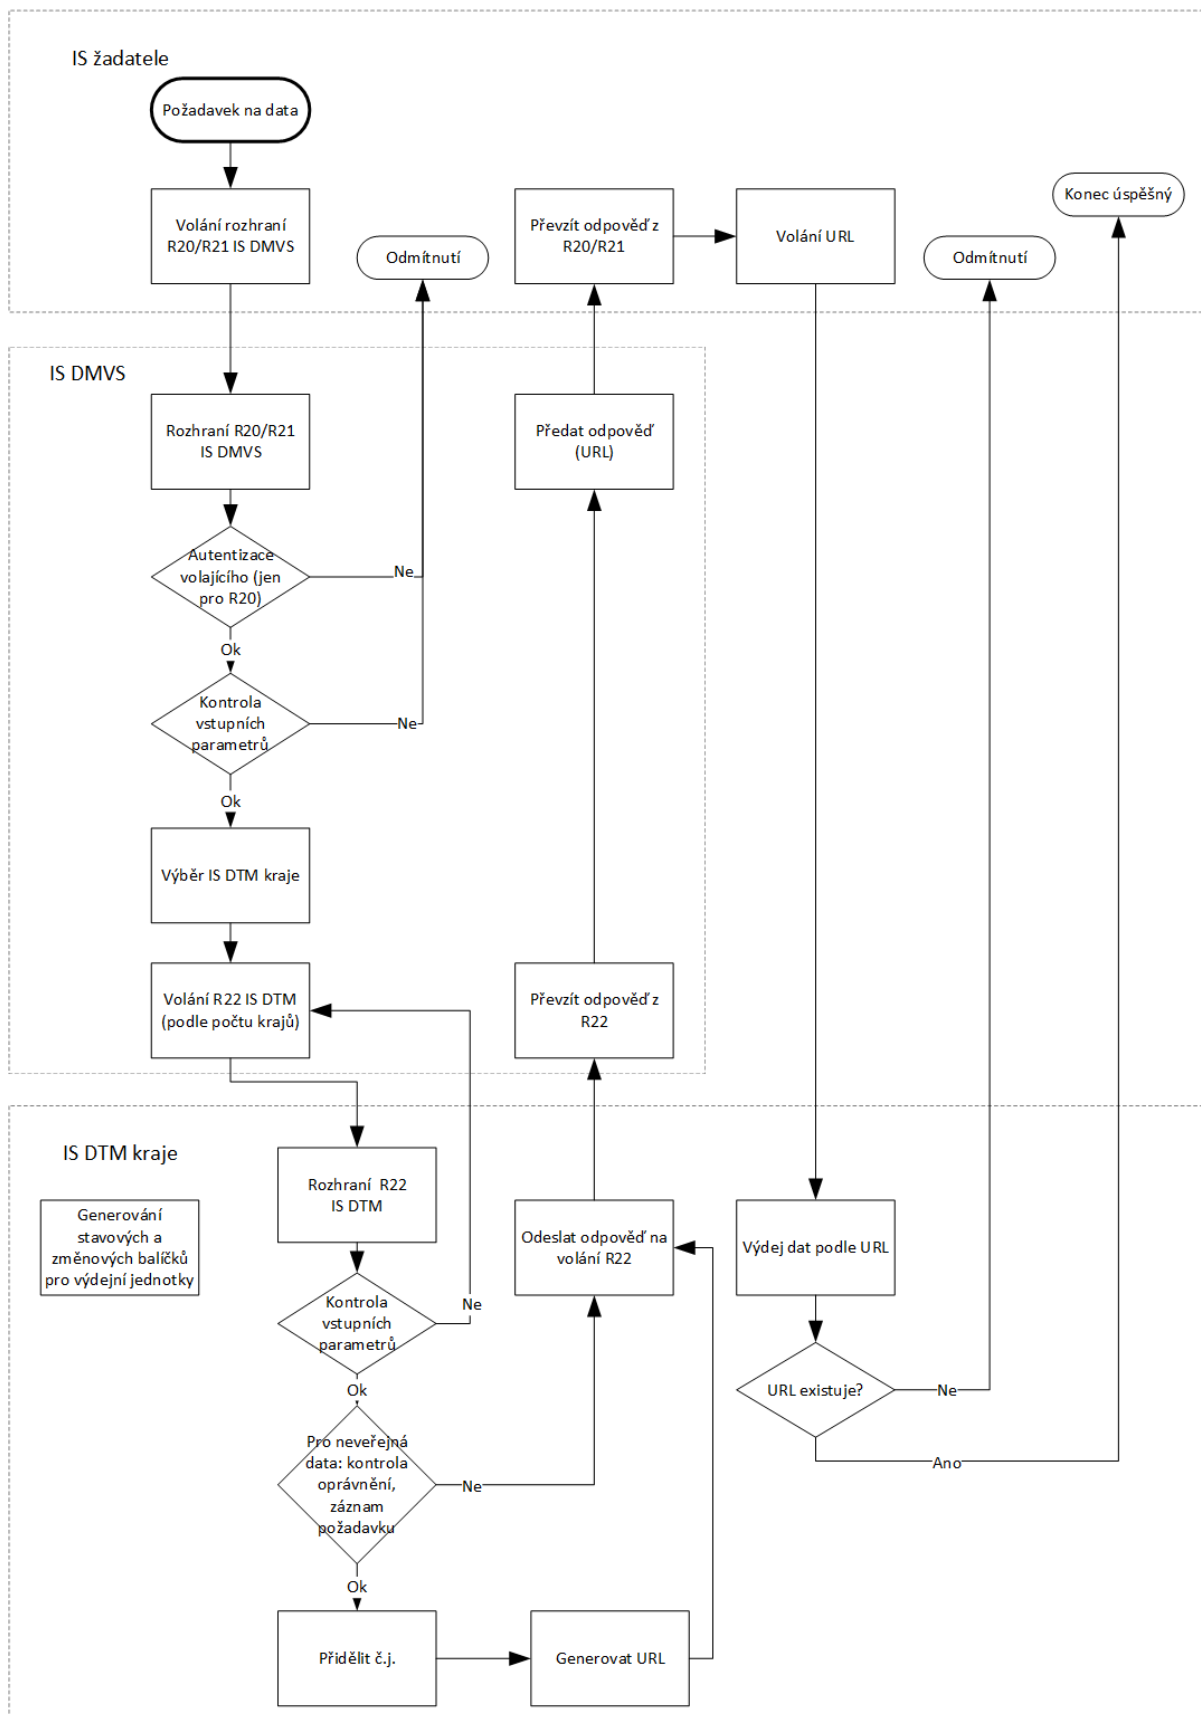 IS žadatele
Požadavek na data
Volání rozhraní
R20/R21 IS DMVS
Odmítnutí
Převzít odpověď z
R20/R21
Volání URL
Odmítnutí
Konec úspěšný
IS DMVS
Rozhraní R20/R21
IS DMVS
Předat odpověď
(URL)
Autentizace
volajícího (jen
pro R20)
Ne
Ok
Kontrola
vstupních
parametrů
Ne
Ok
Výběr IS DTM kraje
Volání R22 IS DTM
(podle počtu krajů)
Převzít odpověď z
R22
IS DTM kraje
Generování
stavových a
změnových balíčků
pro výdejní jednotky
Rozhraní R22
IS DTM
Odeslat odpověď na
volání R22
Výdej dat podle URL
Kontrola
vstupních
parametrů
Ne
Ok
URL existuje?
Ne
Ano
Pro neveřejná
data: kontrola
oprávnění,
záznam
požadavku
Ne
Ok
Přidělit č.j.
Generovat URL